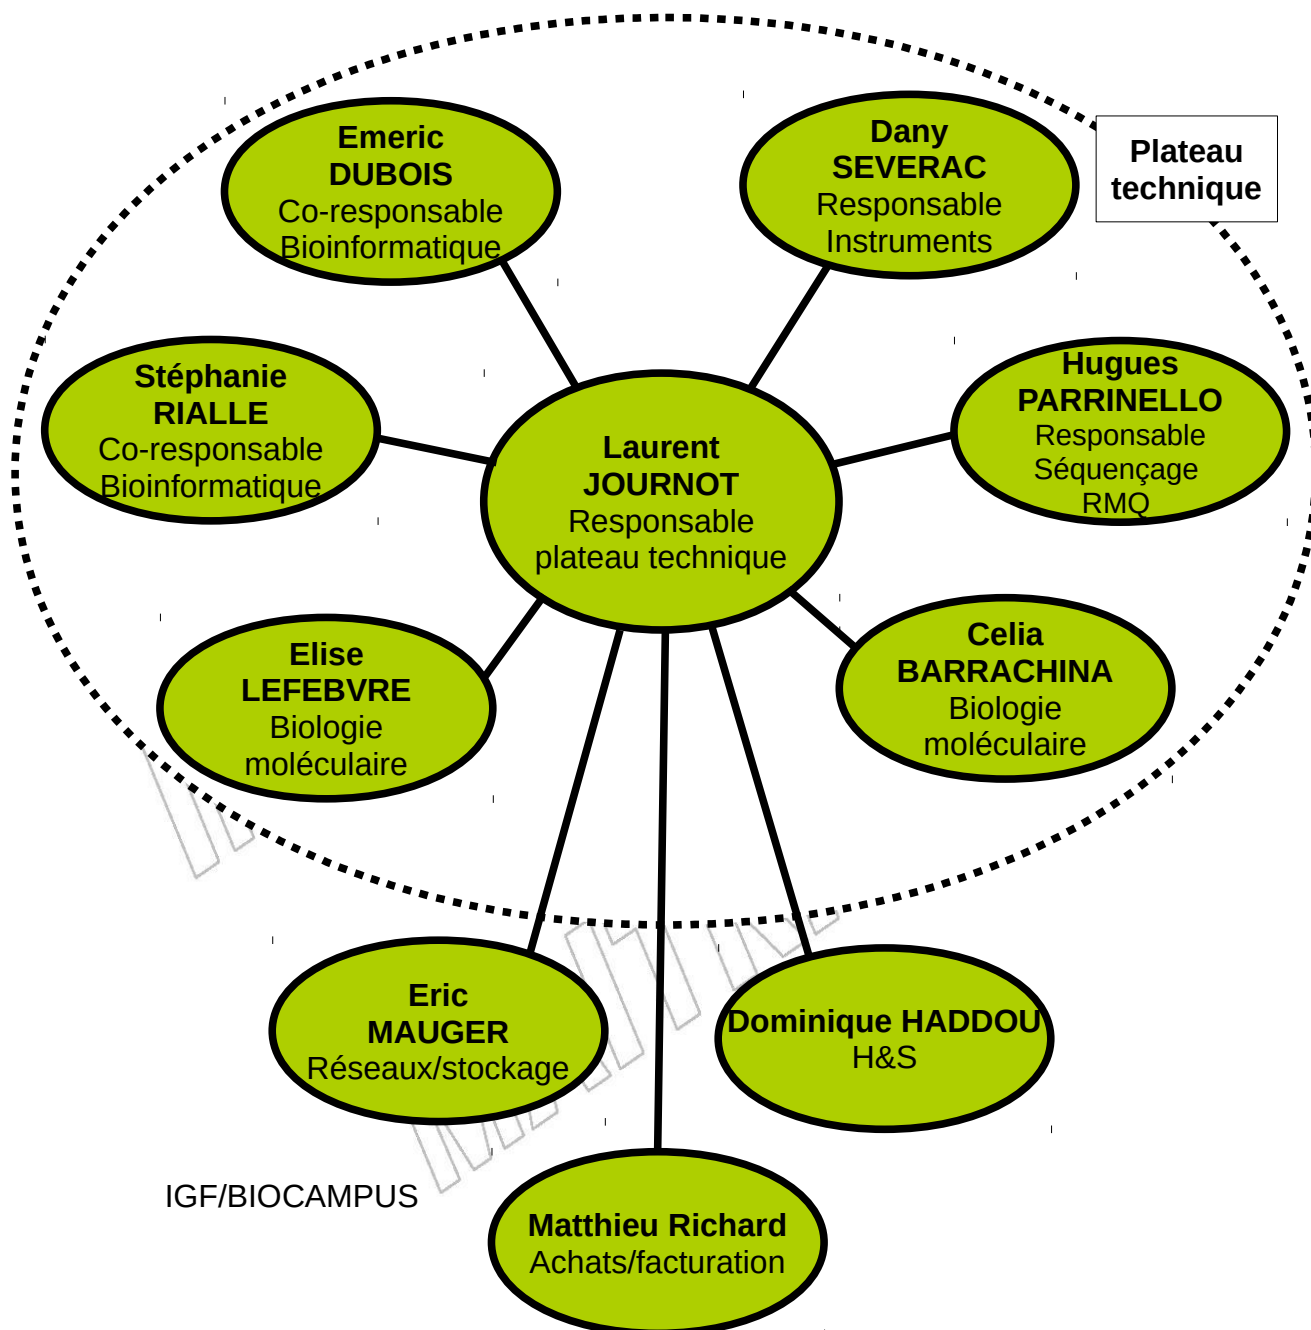 Emeric
DUBOIS
Co-responsable
Bioinformatique
Dany
SEVERAC
Responsable
Instruments
Plateau
technique
Stéphanie
RIALLE
Co-responsable
Bioinformatique
Hugues
PARRINELLO
Responsable
Séquençage
RMQ
Laurent
JOURNOT
Responsable
plateau technique
Elise
LEFEBVRE
Biologie
moléculaire
Celia
BARRACHINA
Biologie
moléculaire
Eric
MAUGER
Réseaux/stockage
Dominique HADDOU
H&S
IGF/BIOCAMPUS
Matthieu Richard
Achats/facturation